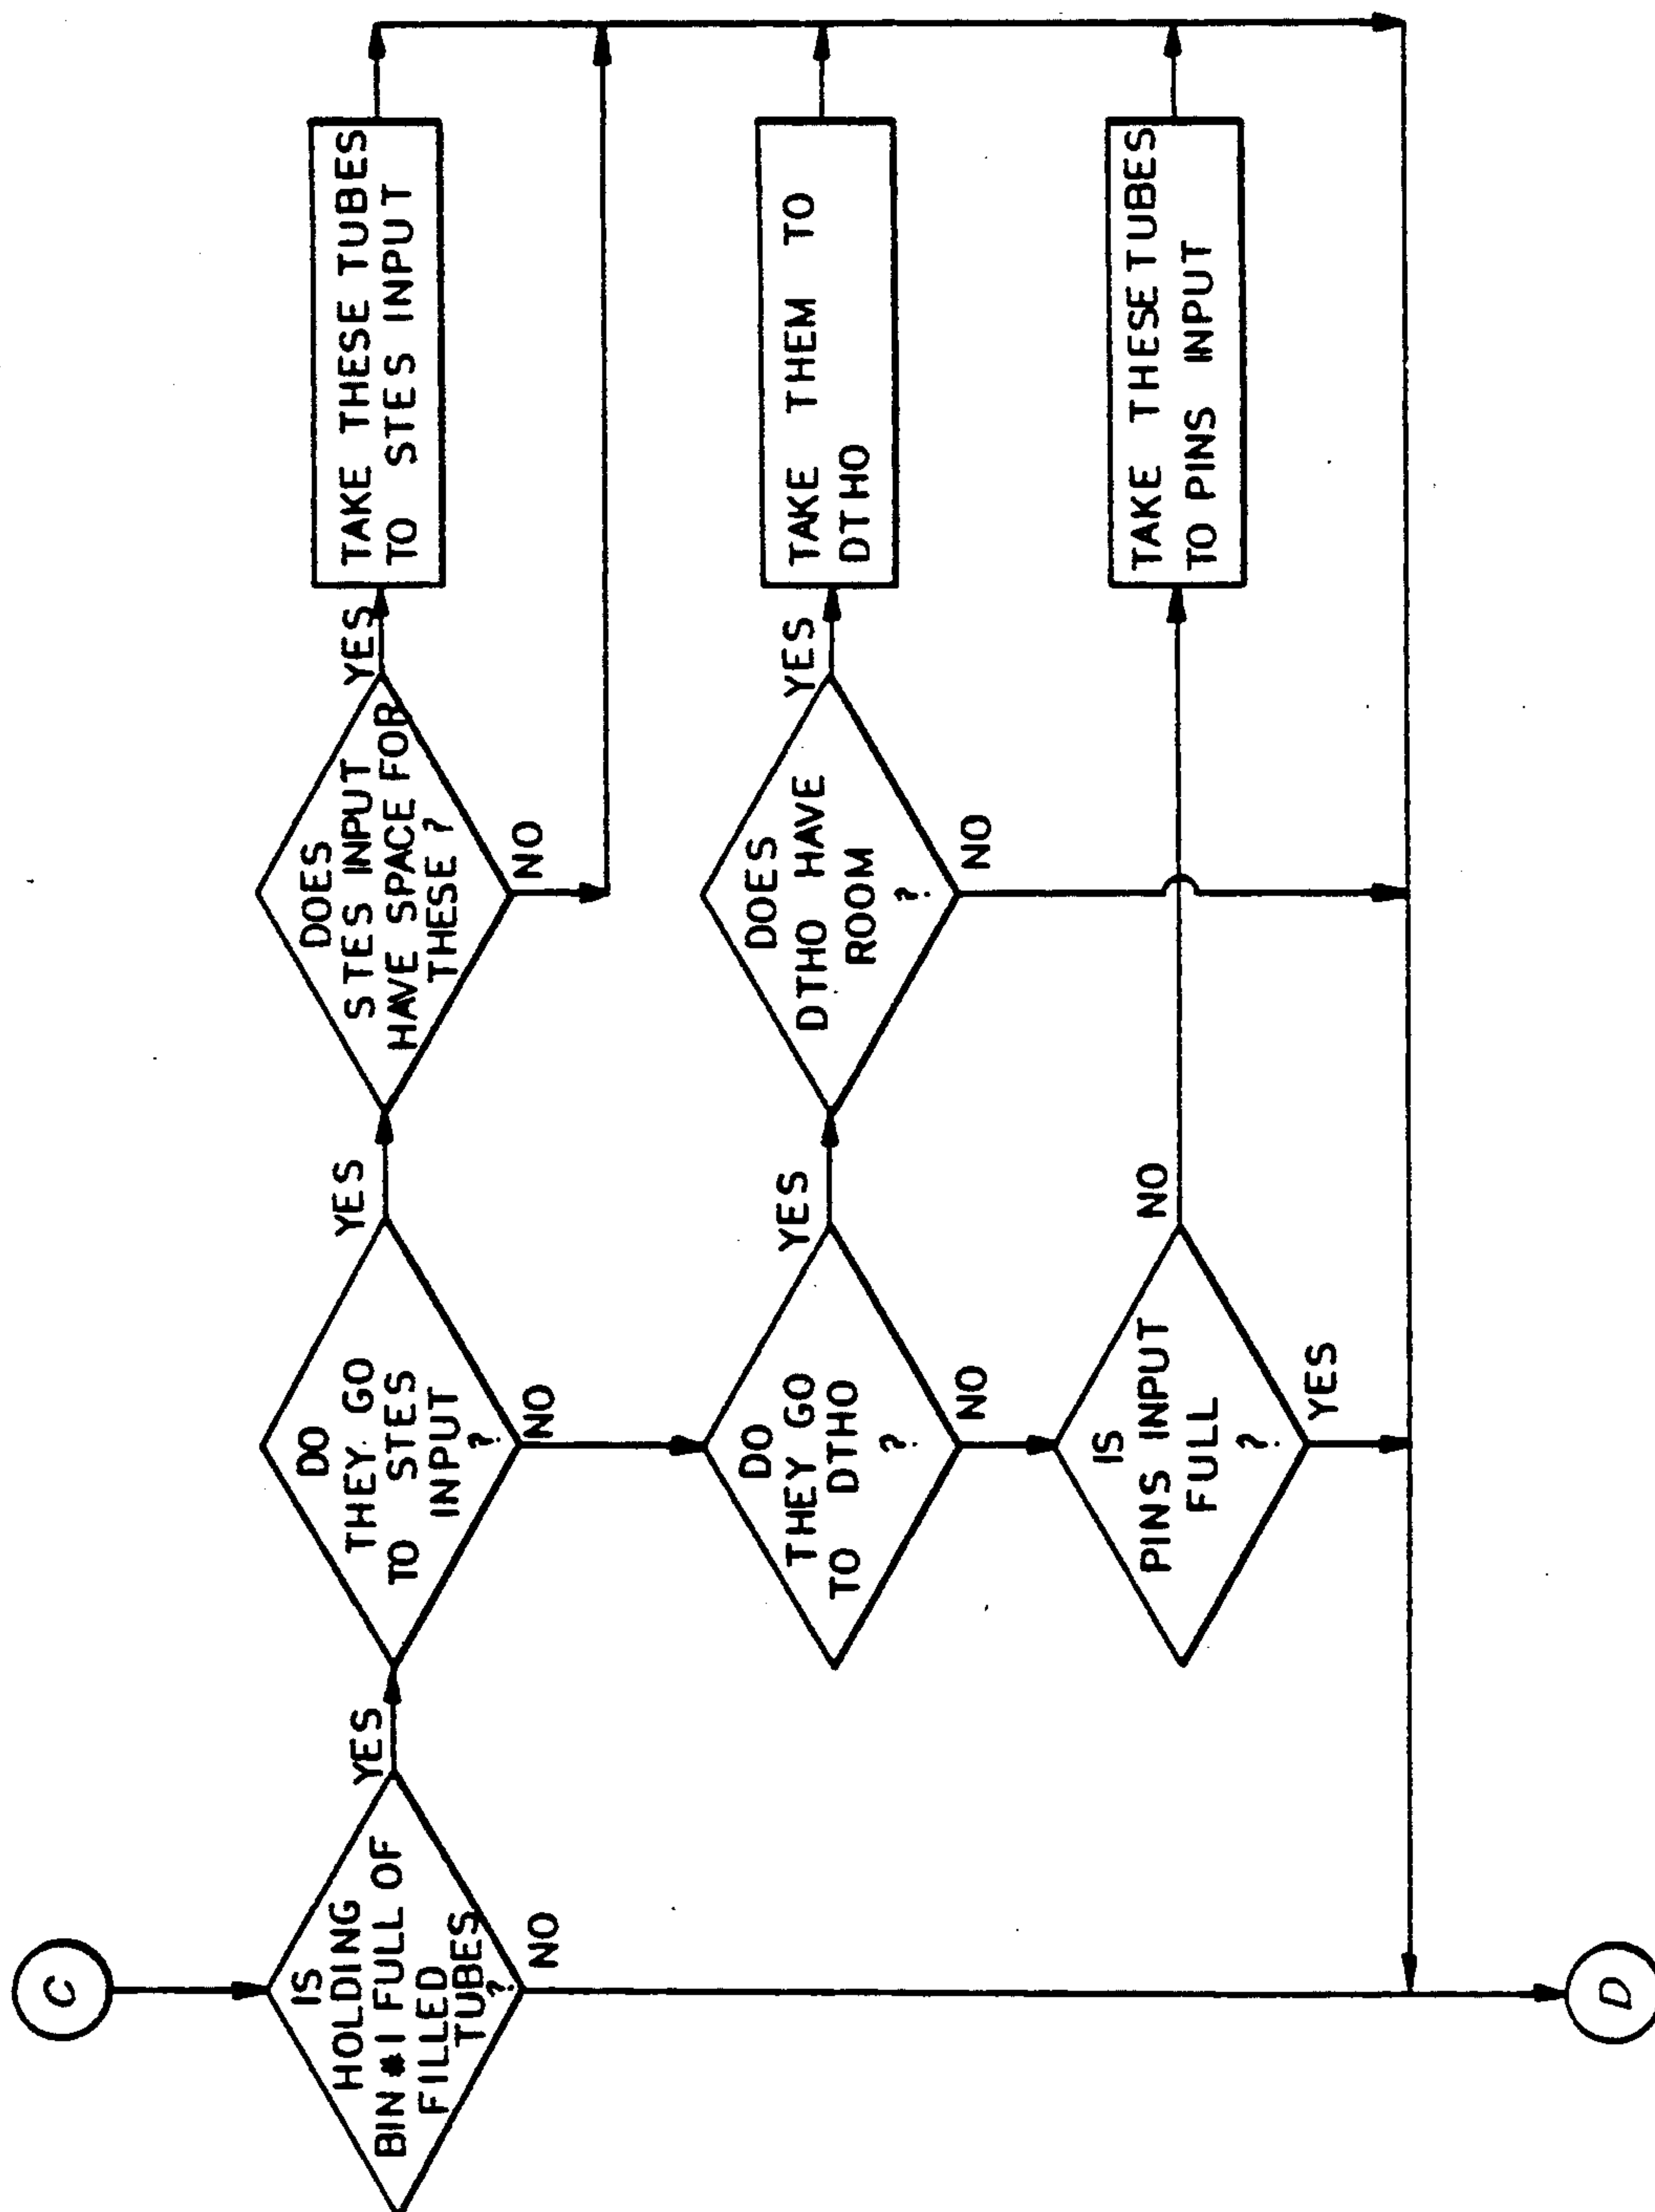 C
IS
HOLDING
BIN #1 FULL OF
FILLED
TUBES
?
YES
NO
DO
THEY GO
TO STES
INPUT
?
YES
NO
DOES
STES INPUT
HAVE SPACE FOR
THESE ?
YES
NO
TAKE THESE TUBES
TO STES INPUT
DO
THEY GO
TO DTHO
?
YES
NO
DOES
DTHO HAVE
ROOM
?
YES
NO
TAKE THEM TO
DTHO
IS
PINS INPUT
FULL
?
NO
YES
TAKE THESE TUBES
TO PINS INPUT
D